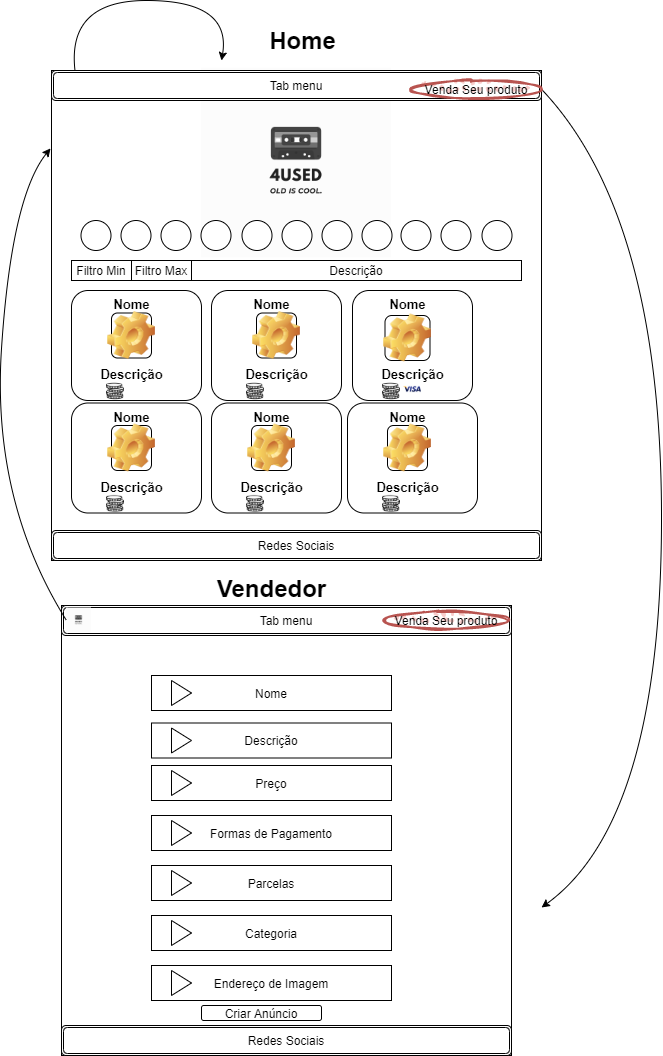 Home
Tab menu
Venda Seu produto
4USED
OLD IS COOL.
Filtro Min
Filtro Max
Descrição
Nome
Nome
Nome
Descrição
Descrição
Descrição
VISA
Nome
Nome
Nome
Descrição
Descrição
Descrição
Redes Sociais
Vendedor
Tab menu
Venda Seu produto
Nome
Descrição
Preço
Formas de Pagamento
Parcelas
Categoria
Endereço de Imagem
Criar Anúncio
Redes Sociais